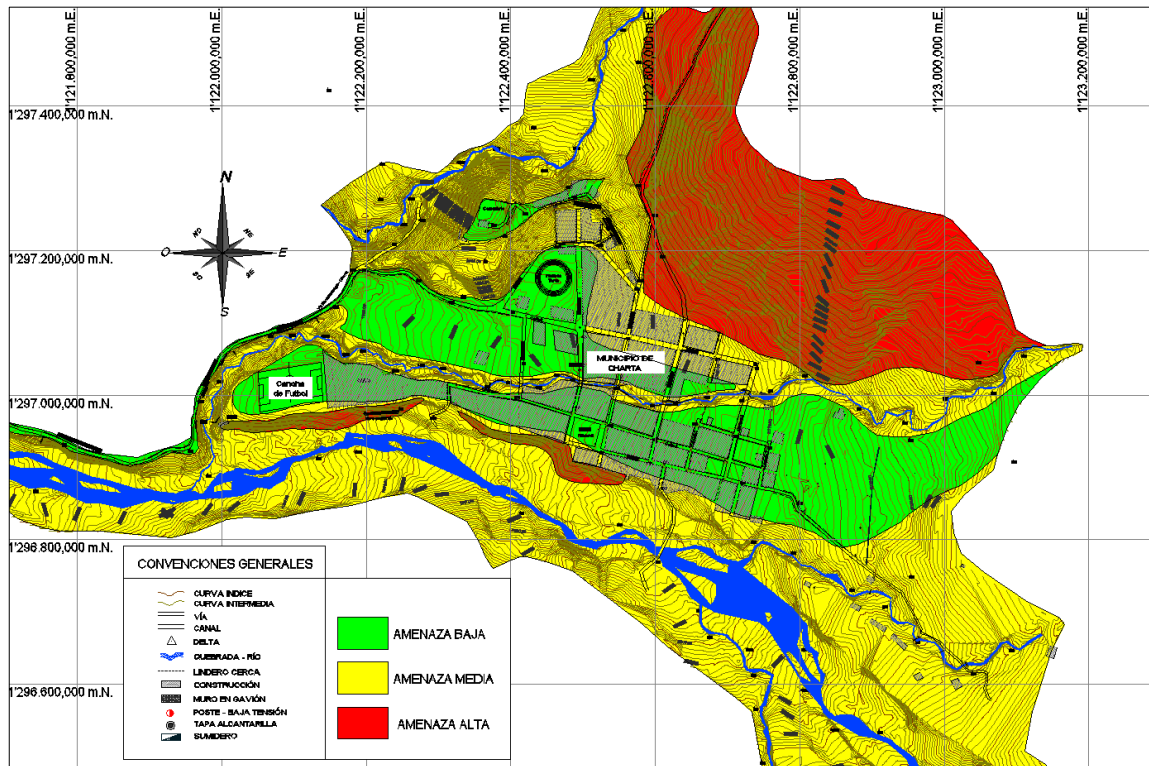 1'121.800,000 m.E.
1'122.000,000 m.E.
1'122.200,000 m.E.
1'122.400,000 m.E.
1'122.600,000 m.E.
1'122.800,000 m.E.
1'123.000,000 m.E.
1'123.200,000 m.E.
1'297.400,000 m.N.
1'297.200,000 m.N.
1'297.000,000 m.N.
1'296.800,000 m.N.
1'296.600,000 m.N.
N
NO
NE
O
E
SO
SE
S
MUNICIPIO DE
CHARTA
Cancha
de Futbol
CONVENCIONES GENERALES
CURVA INDICE
CURVA INTERMEDIA
VÍA
CANAL
DELTA
QUEBRADA - RÍO
LINDERO CERCA
CONSTRUCCIÓN
MURO EN GAVIÓN
POSTE - BAJA TENSIÓN
TAPA ALCANTARILLA
SUMIDERO
AMENAZA BAJA
AMENAZA MEDIA
AMENAZA ALTA